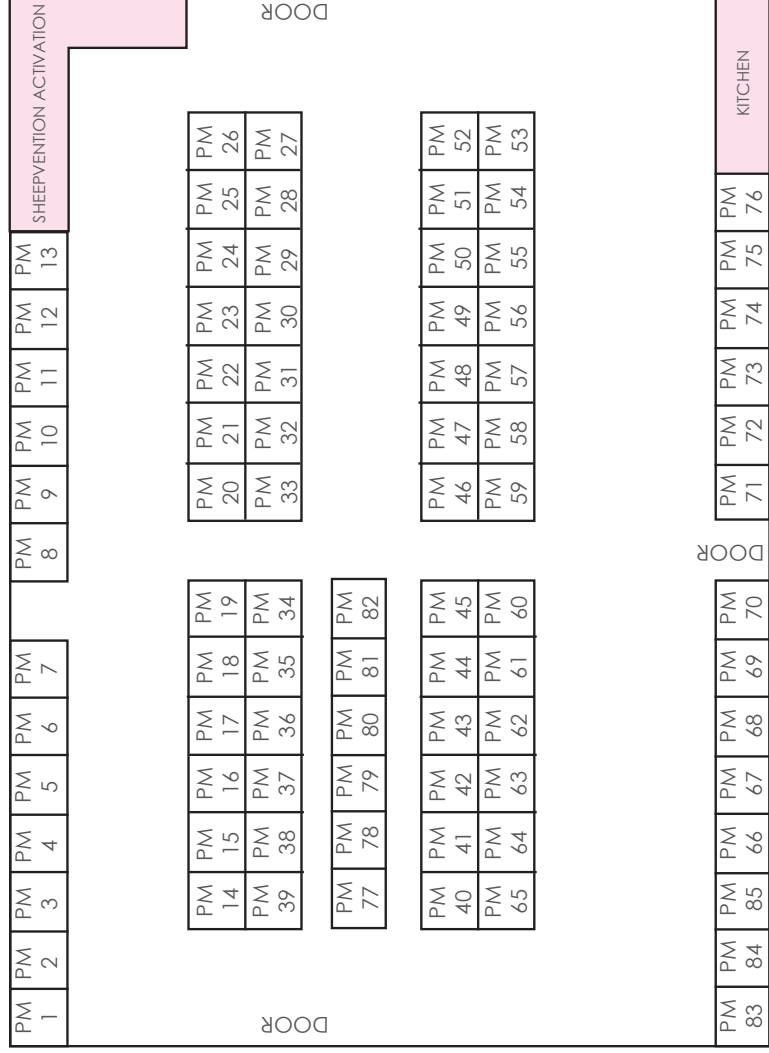 PM
1
PM
2
PM
3
PM
4
PM
5
PM
6
PM
7
PM
8
PM
9
PM
10
PM
11
PM
12
PM
13
SHEEPVENTION ACTIVATION
PM
14
PM
15
PM
16
PM
17
PM
18
PM
19
PM
20
PM
21
PM
22
PM
23
PM
24
PM
25
PM
26
DOOR
PM
39
PM
38
PM
37
PM
36
PM
35
PM
34
PM
33
PM
32
PM
31
PM
30
PM
29
PM
28
PM
27
DOOR
PM
77
PM
78
PM
79
PM
80
PM
81
PM
82
PM
40
PM
41
PM
42
PM
43
PM
44
PM
45
PM
46
PM
47
PM
48
PM
49
PM
50
PM
51
PM
52
PM
65
PM
64
PM
63
PM
62
PM
61
PM
60
PM
59
PM
58
PM
57
PM
56
PM
55
PM
54
PM
53
DOOR
PM
83
PM
84
PM
85
PM
66
PM
67
PM
68
PM
69
PM
70
PM
71
PM
72
PM
73
PM
74
PM
75
PM
76
KITCHEN